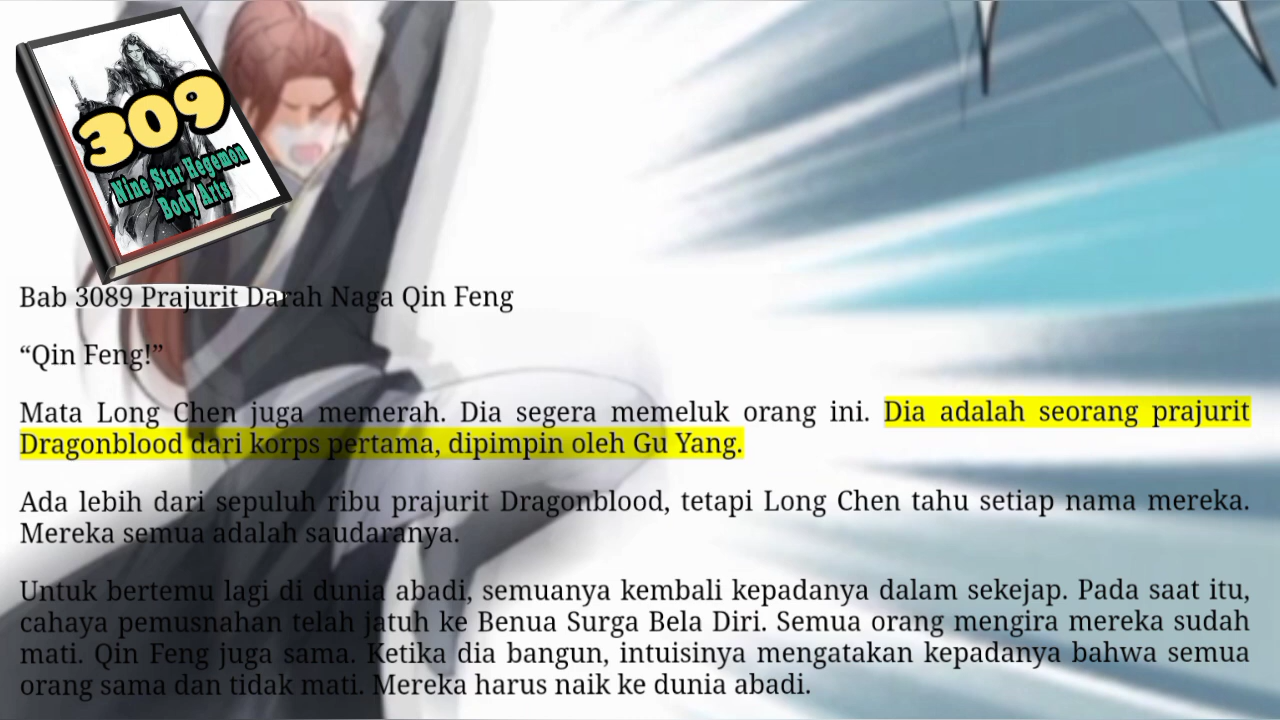 309
Nine Star Hegemon
Body Arts
Bab 3089 Prajurit Darah Naga Qin Feng
“Qin Feng!”
Mata Long Chen juga memerah. Dia segera memeluk orang ini. Dia adalah seorang prajurit
Dragonblood dari korps pertama, dipimpin oleh Gu Yang.
Ada lebih dari sepuluh ribu prajurit Dragonblood, tetapi Long Chen tahu setiap nama mereka.
Mereka semua adalah saudaranya.
Untuk bertemu lagi di dunia abadi, semuanya kembali kepadanya dalam sekejap. Pada saat itu,
cahaya pemusnahan telah jatuh ke Benua Surga Bela Diri. Semua orang mengira mereka sudah
mati. Qin Feng juga sama. Ketika dia bangun, intuisinya mengatakan kepadanya bahwa semua
orang sama dan tidak mati. Mereka harus naik ke dunia abadi.